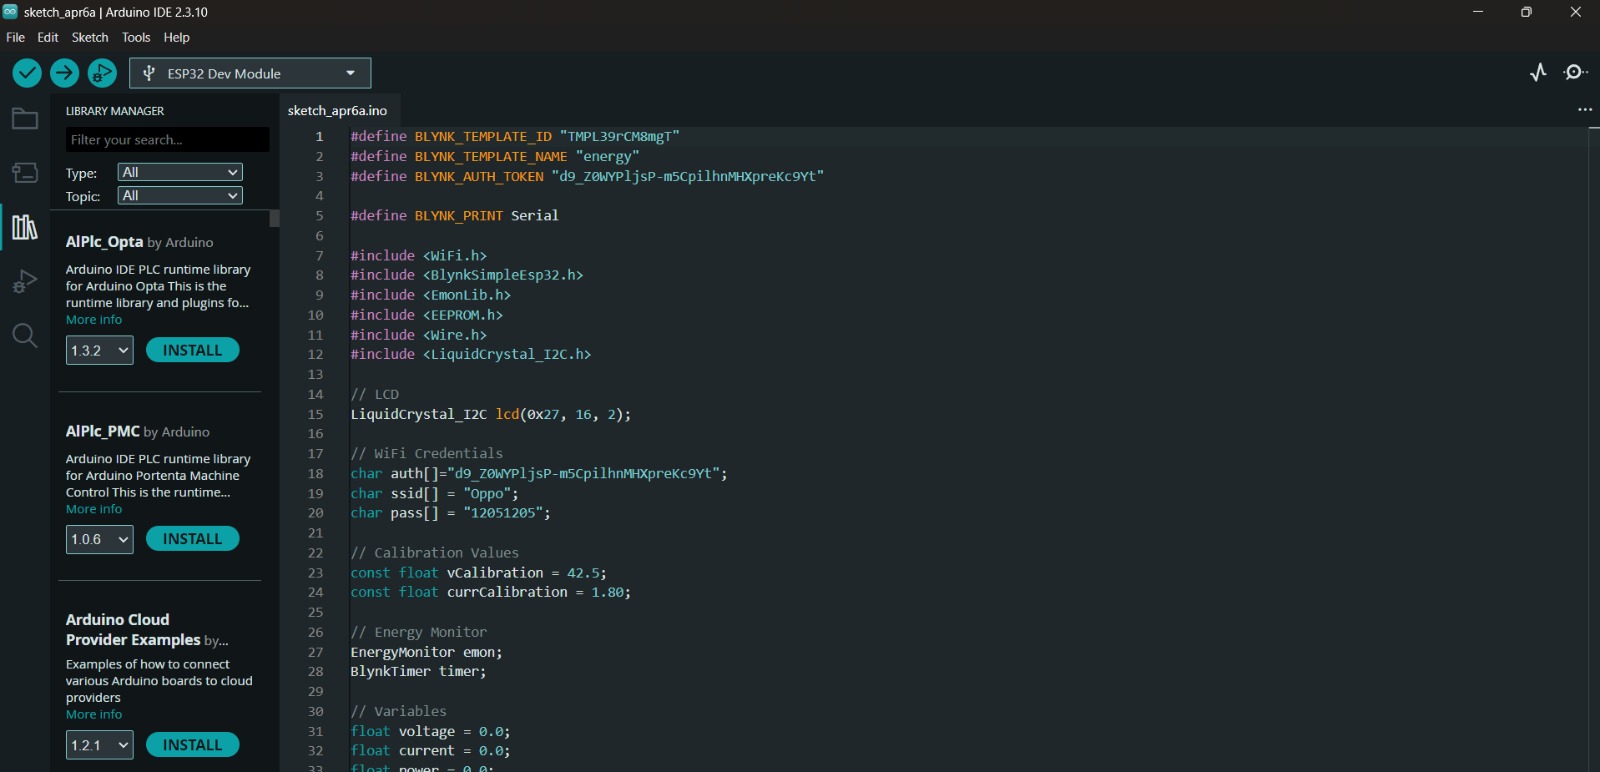 sketch_apr6a | Arduino IDE 2.3.10
File Edit Sketch Tools Help
ESP32 Dev Module
LIBRARY MANAGER
Filter your search...
Type: All
Topic: All
AlPlc_Opta by Arduino
Arduino IDE PLC runtime library
for Arduino Opta This is the
runtime library and plugins fo...
More info
1.3.2 INSTALL
AlPlc_PMC by Arduino
Arduino IDE PLC runtime library
for Arduino Portenta Machine
Control This is the runtime...
More info
1.0.6 INSTALL
Arduino Cloud
Provider Examples by...
Examples of how to connect
various Arduino boards to cloud
providers
More info
1.2.1 INSTALL
sketch_apr6a.ino
1 #define BLYNK_TEMPLATE_ID "TMPL39rCM8mgT"
2 #define BLYNK_TEMPLATE_NAME "energy"
3 #define BLYNK_AUTH_TOKEN "d9_Z0WYPljsP-m5CpilhnMHXpreKc9Yt"
4
5 #define BLYNK_PRINT Serial
6
7 #include <WiFi.h>
8 #include <BlynkSimpleEsp32.h>
9 #include <EmonLib.h>
10 #include <EEPROM.h>
11 #include <Wire.h>
12 #include <LiquidCrystal_I2C.h>
13
14 // LCD
15 LiquidCrystal_I2C lcd(0x27, 16, 2);
16
17 // WiFi Credentials
18 char auth[]="d9_Z0WYPljsP-m5CpilhnMHXpreKc9Yt";
19 char ssid[] = "Oppo";
20 char pass[] = "12051205";
21
22 // Calibration Values
23 const float vCalibration = 42.5;
24 const float currCalibration = 1.80;
25
26 // Energy Monitor
27 EnergyMonitor emon;
28 BlynkTimer timer;
29
30 // Variables
31 float voltage = 0.0;
32 float current = 0.0;
33 float power = 0.0;